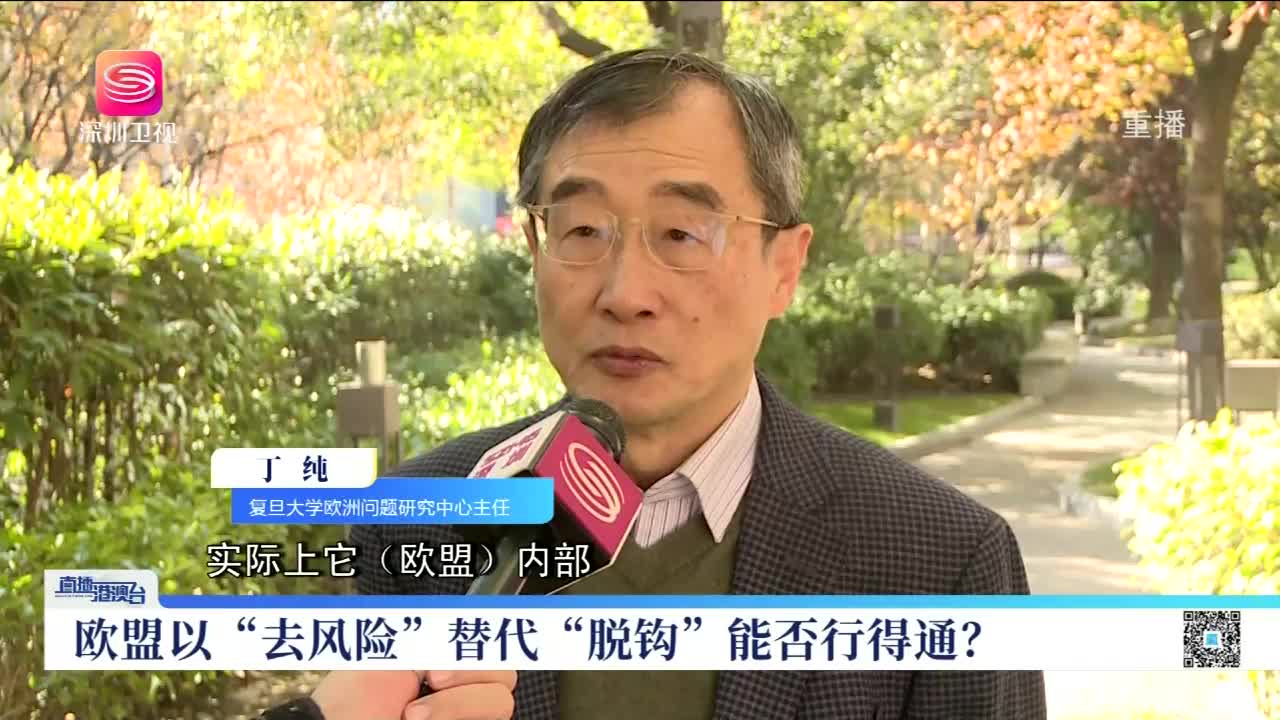 深圳卫视
重播
丁 纯
复旦大学欧洲问题研究中心主任
实际上它（欧盟）内部
直播港澳台
欧盟以“去风险”替代“脱钩”能否行得通？